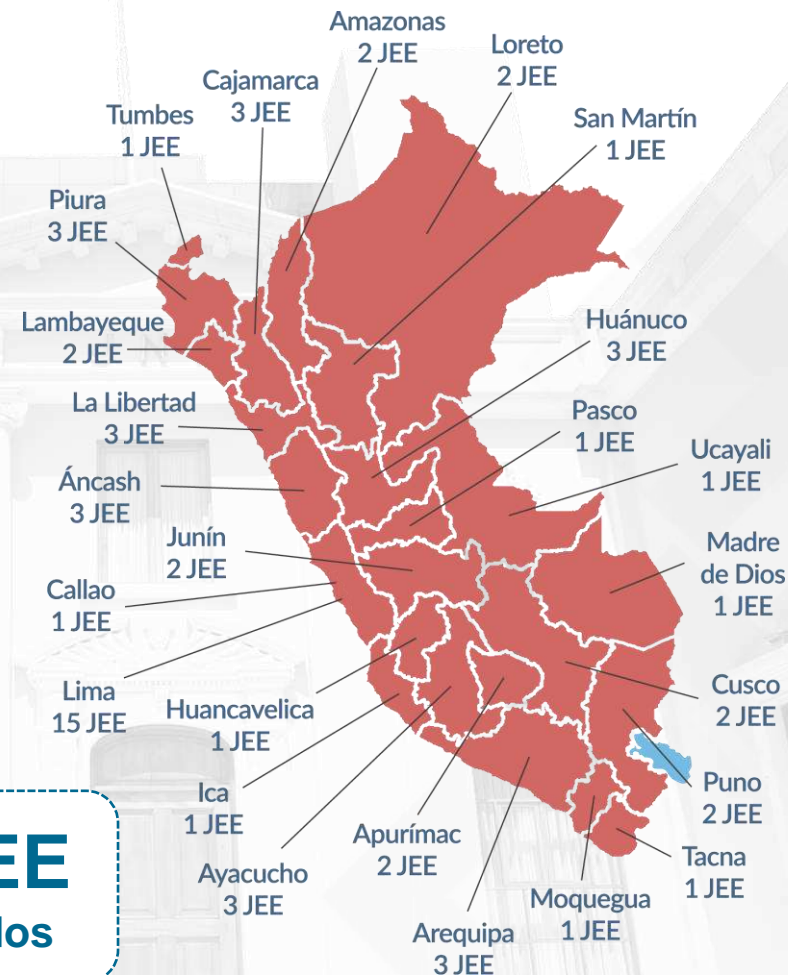 Amazonas
2 JEE
Loreto
2 JEE
Cajamarca
3 JEE
San Martín
1 JEE
Tumbes
1 JEE
Piura
3 JEE
Lambayeque
2 JEE
Huánuco
3 JEE
La Libertad
3 JEE
Pasco
1 JEE
Ucayali
1 JEE
Áncash
3 JEE
Junín
2 JEE
Madre
de Dios
1 JEE
Callao
1 JEE
Lima
15 JEE
Huancavelica
1 JEE
Cusco
2 JEE
Ica
1 JEE
Puno
2 JEE
Apurímac
2 JEE
Ayacucho
3 JEE
Tacna
1 JEE
Moquegua
1 JEE
Arequipa
3 JEE